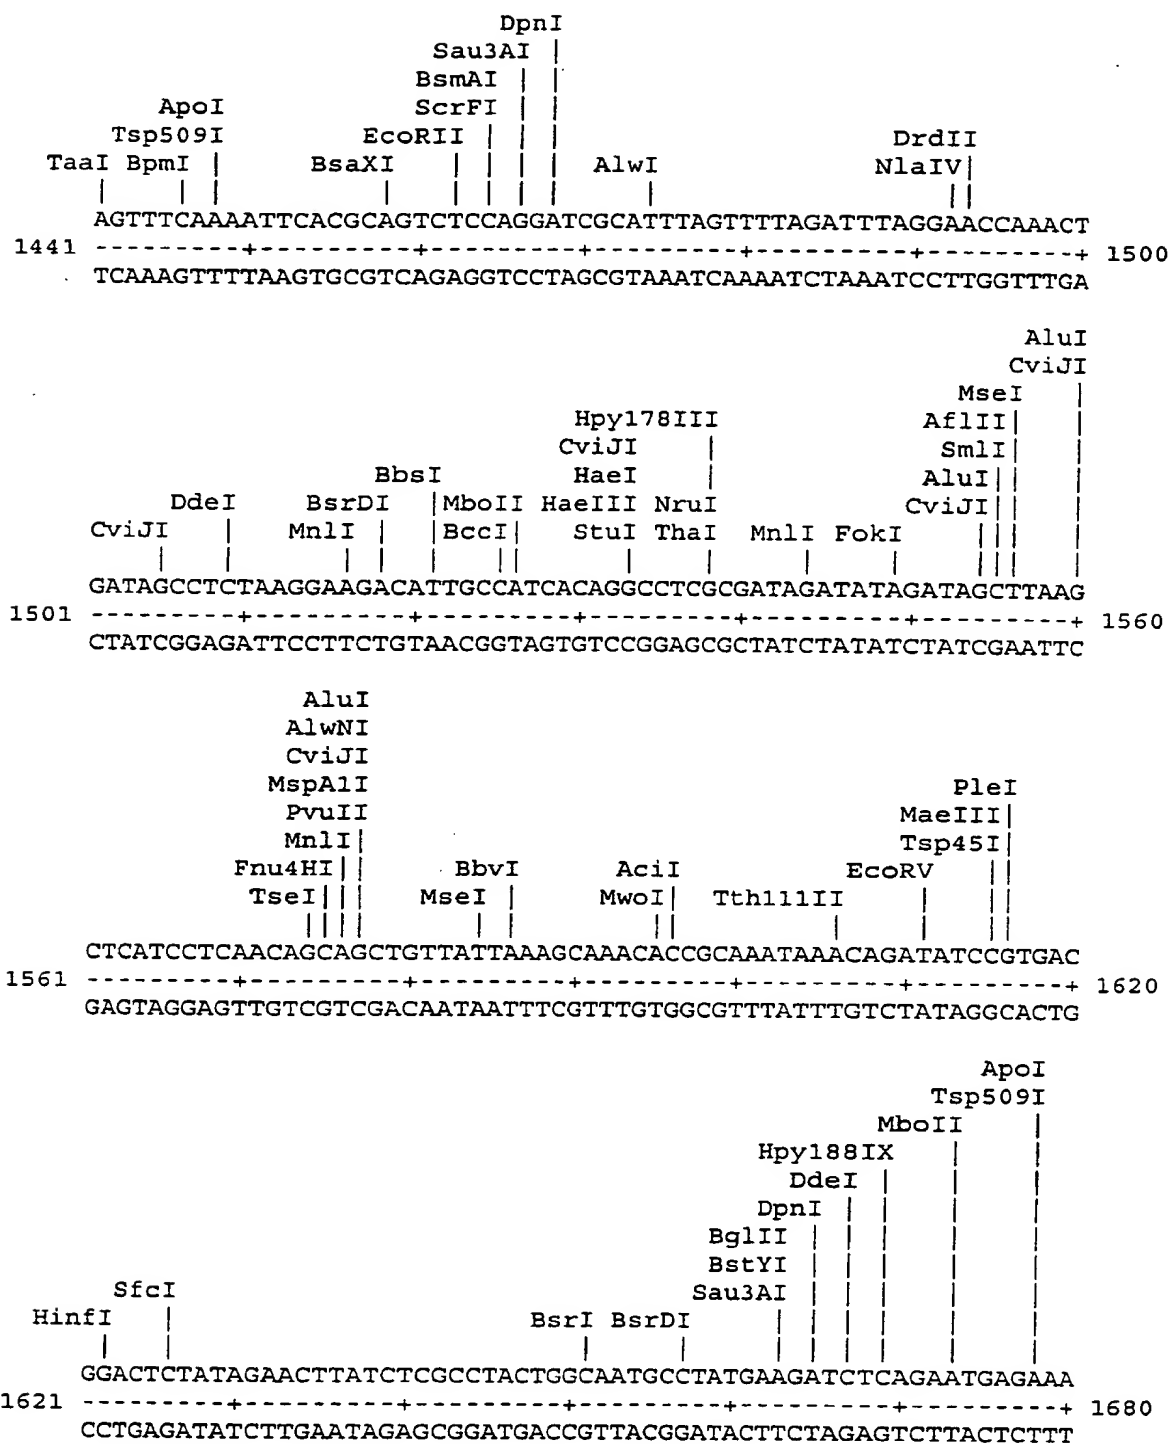 DpnI
Sau3AI |
BsmAI | |
ApoI ScrFI | |
Tsp509I EcoRII | | | | DrdII
TaaI BpmI | BsaXI | | | | AlwI NlaIV|
| | | | | | | | | ||
AGTTTCAAAATTCACGCAGTCTCCAGGATCGCATTTAGTTTTAGATTTAGGAACCAAACT
1441 ---------+---------+---------+---------+---------+---------+ 1500
TCAAAGTTTTAAGTGCGTCAGAGGTCCTAGCGTAAATCAAAATCTAAATCCTTGGTTTGA
AluI
CviJI
MseI |
Hpy178III AflII| |
CviJI | SmlI| |
BbsI HaeI | AluI|| |
DdeI BsrDI |MboII HaeIII NruI CviJI|| |
CviJI | MnlI | | BccI| StuI ThaI MnlI FokI ||| |
| | | | | || | | | | ||| |
GATAGCCTCTAAGGAAGACATTGCCATCACAGGCCTCGCGATAGATATAGATAGCTTAAG
1501 ---------+---------+---------+---------+---------+---------+ 1560
CTATCGGAGATTCCTTCTGTAACGGTAGTGTCCGGAGCGCTATCTATATCTATCGAATTC
AluI
AlwNI
CviJI
MspA1I PleI
PvuII MaeIII|
MnlI| Tsp45I|
Fnu4HI|| BbvI AciI EcoRV ||
TseI||| MseI | MwoI| Tth111II | ||
|||| | | || | | ||
CTCATCCTCAACAGCAGCTGTTATTAAAGCAAACACCGCAAATAAACAGATATCCGTGAC
1561 ---------+---------+---------+---------+---------+---------+ 1620
GAGTAGGAGTTGTCGTCGACAATAATTTCGTTTGTGGCGTTTATTTGTCTATAGGCACTG
ApoI
Tsp509I
MboII |
Hpy188IX | |
DdeI | | |
DpnI | | | |
BglII | | | | |
BstYI | | | | |
SfcI Sau3AI | | | | |
HinfI | BsrI BsrDI | | | | | |
| | | | | | | | | |
GGACTCTATAGAACTTATCTCGCCTACTGGCAATGCCTATGAAGATCTCAGAATGAGAAA
1621 ---------+---------+---------+---------+---------+---------+ 1680
CCTGAGATATCTTGAATAGAGCGGATGACCGTTACGGATACTTCTAGAGTCTTACTCTTT